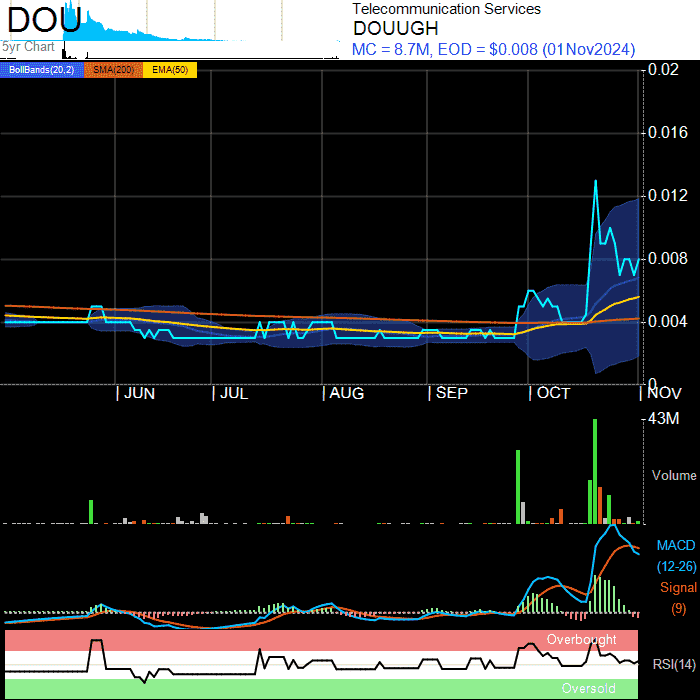 DOU
Telecommunication Services
DOUUGH
5yr Chart
MC = 8.7M, EOD = $0.008 (01Nov2024)
BollBands(20,2) SMA(200) EMA(50)
0.02
0.016
0.012
0.008
0.004
0
| JUN | JUL | AUG | SEP | OCT | NOV
43M
Volume
MACD
(12-26)
Signal
(9)
Overbought
RSI(14)
Oversold